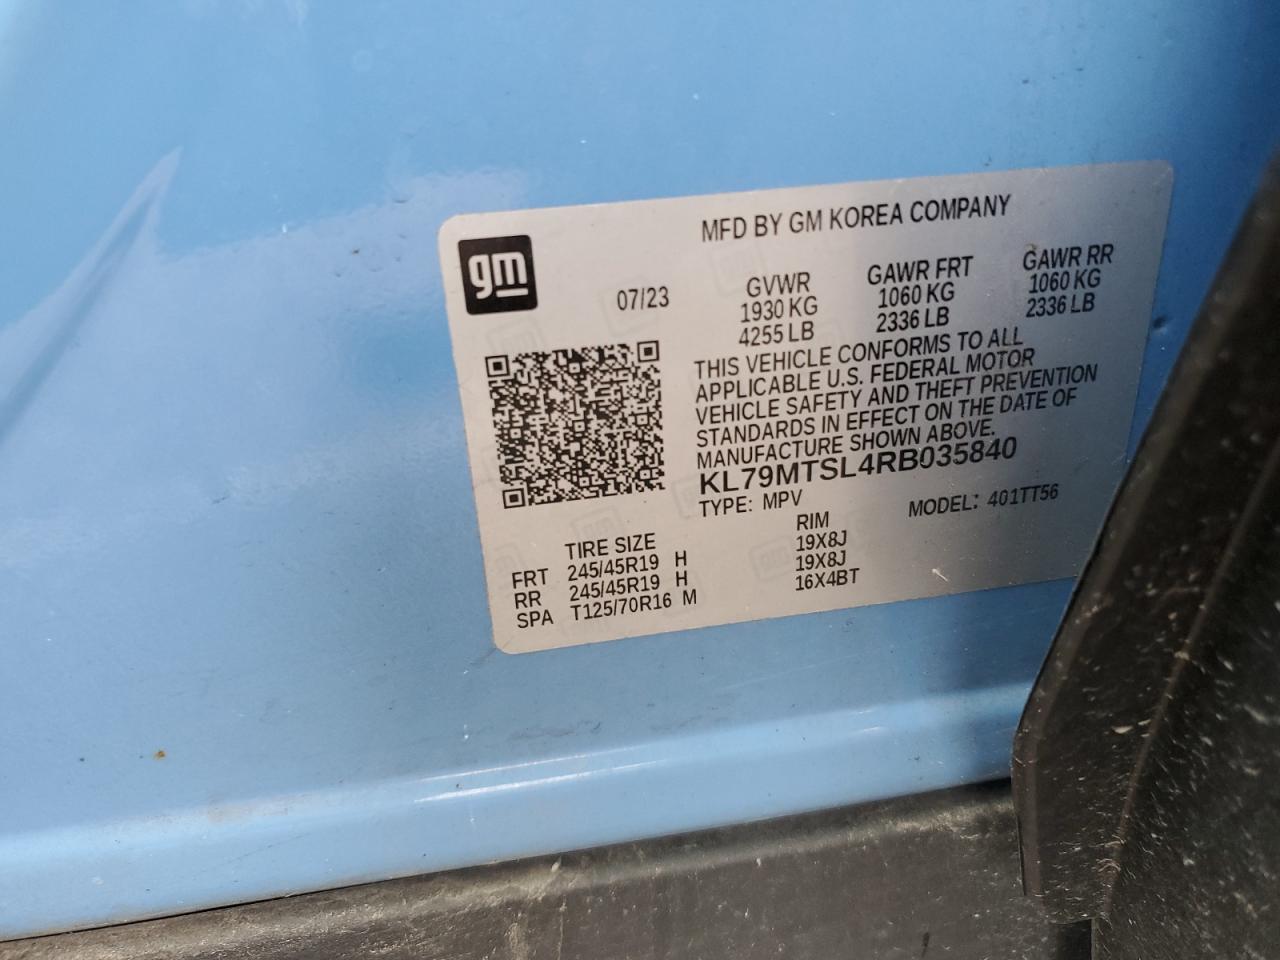 MFD BY GM KOREA COMPANY
gm
07/23
GVWR GAWR FRT GAWR RR
1930 KG 1060 KG 1060 KG
4255 LB 2336 LB 2336 LB
THIS VEHICLE CONFORMS TO ALL
APPLICABLE U.S. FEDERAL MOTOR
VEHICLE SAFETY AND THEFT PREVENTION
STANDARDS IN EFFECT ON THE DATE OF
MANUFACTURE SHOWN ABOVE.
KL79MTSL4RB035840
TYPE: MPV MODEL: 401TT56
TIRE SIZE RIM
FRT 245/45R19 H 19X8J
RR 245/45R19 H 19X8J
SPA T125/70R16 M 16X4BT